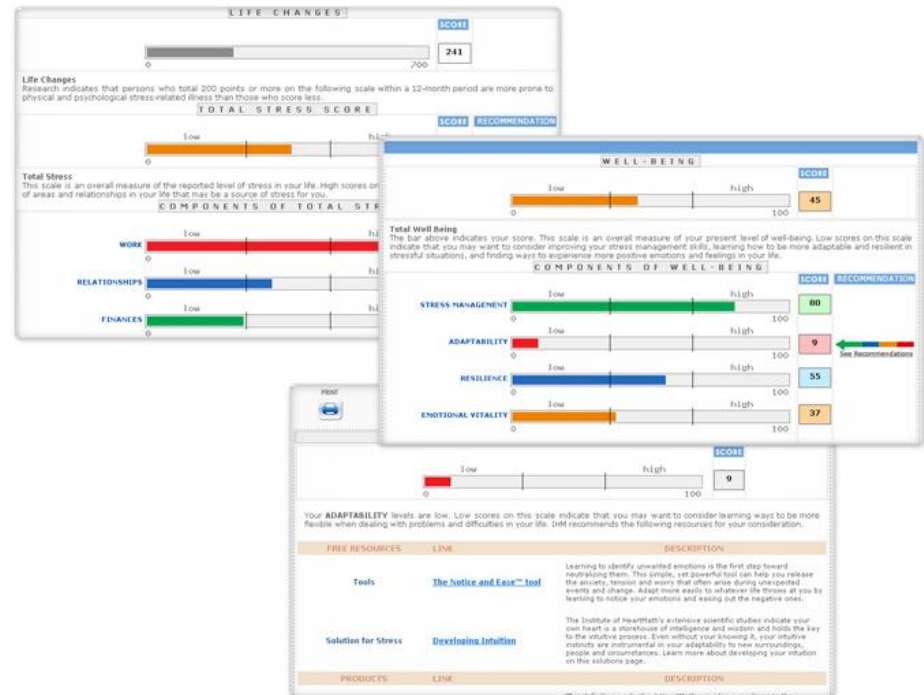 LIFE CHANGES
SCORE
241
0 700
Life Changes
Research indicates that persons who total 200 points or more on the following scale within a 12-month period are more prone to
physical and psychological stress-related illness than those who score less.
TOTAL STRESS SCORE
SCORE RECOMMENDATION
low
0
Total Stress
This scale is an overall measure of the reported level of stress in your life. High scores on
of areas and relationships in your life that may be a source of stress for you.
COMPONENTS OF TOTAL STR
low
WORK
0
low
RELATIONSHIPS
0
low
FINANCES
0
WELL-BEING
SCORE
low high
45
0 100
Total Well Being
The bar above indicates your score. This scale is an overall measure of your present level of well-being. Low scores on this scale
indicate that you may want to consider improving your stress management skills, learning how to be more adaptable and resilient in
stressful situations, and finding ways to experience more positive emotions and feelings in your life.
COMPONENTS OF WELL-BEING
SCORE RECOMMENDATION
low high
STRESS MANAGEMENT 80
0 100
low high
ADAPTABILITY 9
See Recommendations
0 100
low high
RESILIENCE 55
0 100
low high
EMOTIONAL VITALITY 37
0 100
PRINT
SCORE
low high
9
0 100
Your ADAPTABILITY levels are low. Low scores on this scale indicate that you may want to consider learning ways to be more
flexible when dealing with problems and difficulties in your life. IHM recommends the following resources for your consideration.
FREE RESOURCES LINK DESCRIPTION
Tools The Notice and Ease™ tool
Learning to identify unwanted emotions is the first step toward
neutralizing them. This simple, yet powerful tool can help you release
the anxiety, tension and worry that often arise during unexpected
events and change. Adapt more easily to whatever life throws at you by
learning to notice your emotions and easing out the negative ones.
Solution for Stress Developing Intuition
The Institute of HeartMath's extensive scientific studies indicate your
own heart is a storehouse of intelligence and wisdom and holds the key
to the intuitive process. Even without your knowing it, your intuitive
instincts are instrumental in your adaptability to new surroundings,
people and circumstances. Learn more about developing your intuition
on this solutions page.
PRODUCTS LINK DESCRIPTION